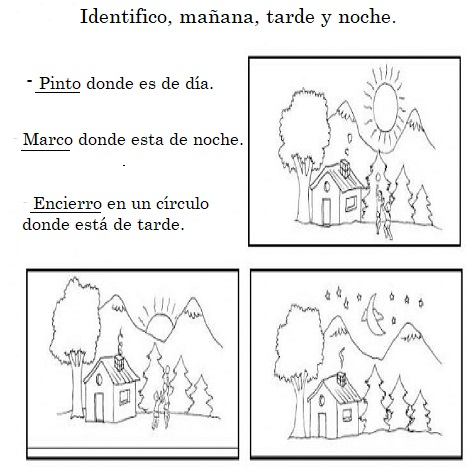 Identifico, mañana, tarde y noche.
- Pinto donde es de día.
Marco donde esta de noche.
Encierro en un círculo
donde está de tarde.